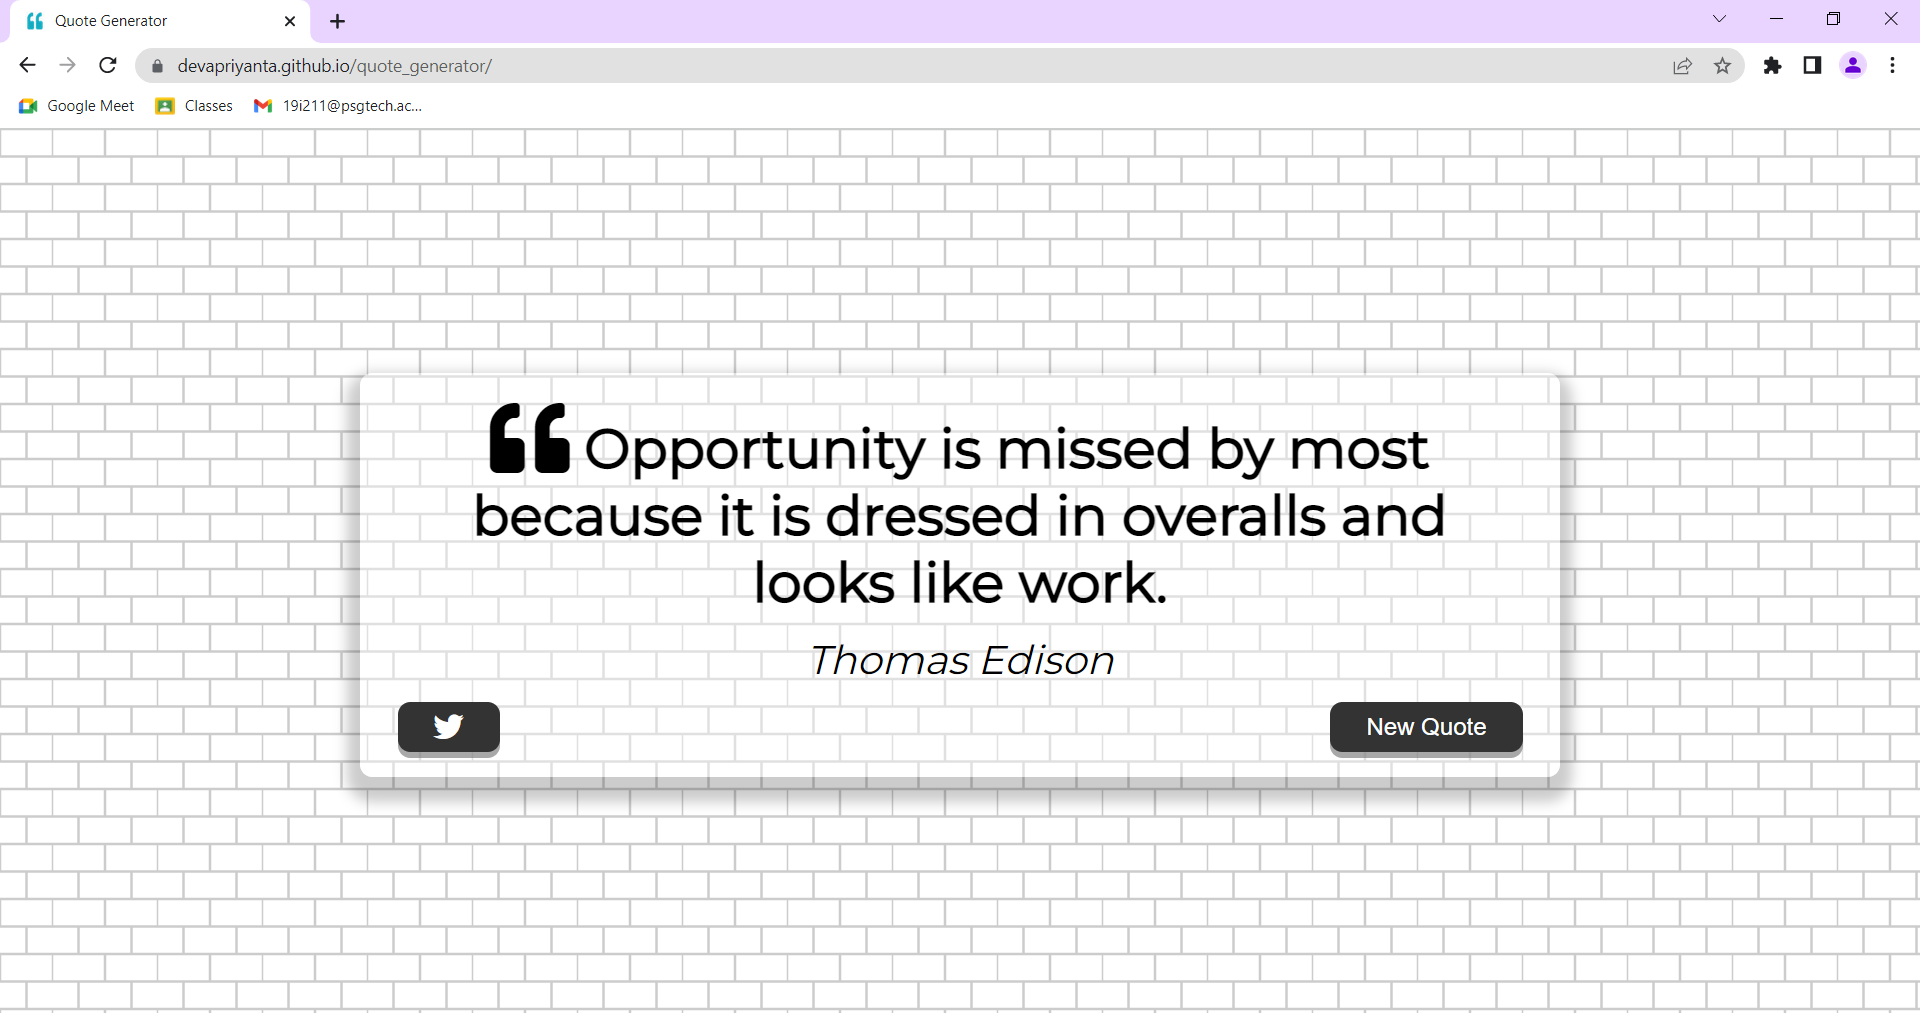 Quote Generator
devapriyanta.github.io/quote_generator/
Google Meet Classes 19i211@psgtech.ac...
“ Opportunity is missed by most
because it is dressed in overalls and
looks like work.
Thomas Edison
New Quote